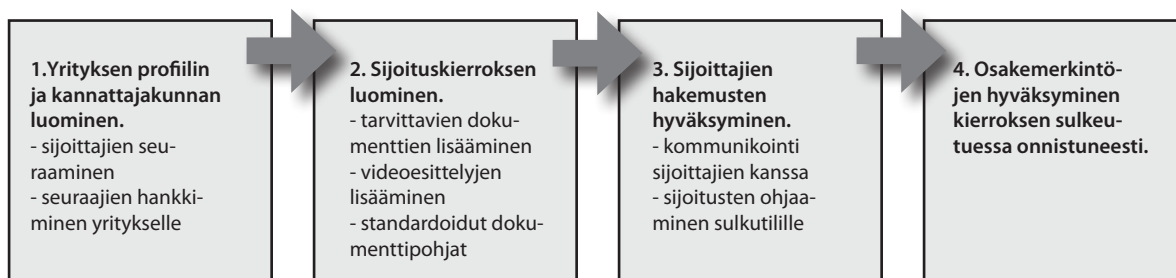 1.Yrityksen profiilin
ja kannattajakunnan
luominen.
- sijoittajien seu-
raaminen
- seuraajien hankki-
minen yritykselle
2. Sijoituskierroksen
luominen.
- tarvittavien doku-
menttien lisääminen
- videoesittelyjen
lisääminen
- standardoidut doku-
menttipohjat
3. Sijoittajien
hakemusten
hyväksyminen.
- kommunikointi
sijoittajien kanssa
- sijoitusten ohjaa-
minen sulkutilille
4. Osakemerkintö-
jen hyväksyminen
kierroksen sulkeu-
tuessa onnistuneesti.